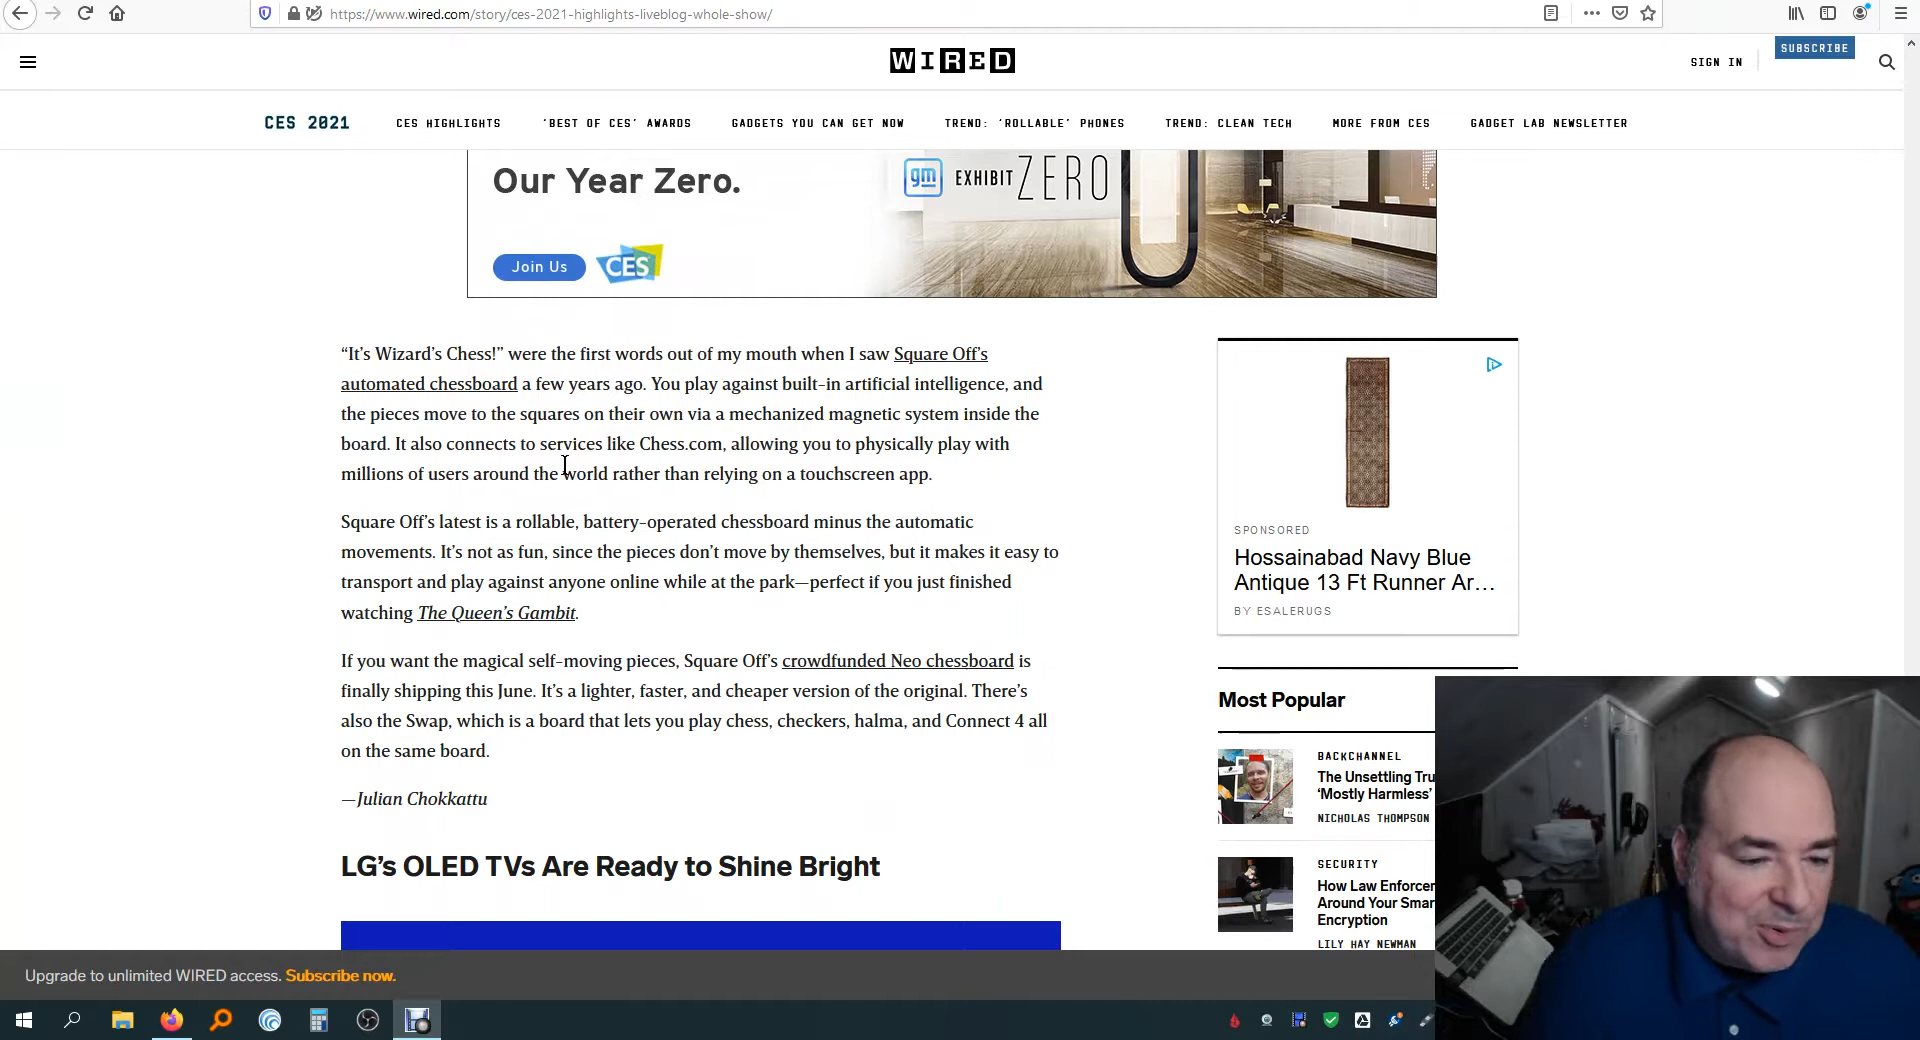 https://www.wired.com/story/ces-2021-highlights-liveblog-whole-show/
WIRED
SIGN IN
SUBSCRIBE
CES 2021
CES HIGHLIGHTS
‘BEST OF CES’ AWARDS
GADGETS YOU CAN GET NOW
TREND: ‘ROLLABLE’ PHONES
TREND: CLEAN TECH
MORE FROM CES
GADGET LAB NEWSLETTER
Our Year Zero.
gm EXHIBIT ZERO
Join Us
CES
“It’s Wizard’s Chess!” were the first words out of my mouth when I saw Square Off’s
automated chessboard a few years ago. You play against built-in artificial intelligence, and
the pieces move to the squares on their own via a mechanized magnetic system inside the
board. It also connects to services like Chess.com, allowing you to physically play with
millions of users around the world rather than relying on a touchscreen app.
Square Off’s latest is a rollable, battery-operated chessboard minus the automatic
movements. It’s not as fun, since the pieces don’t move by themselves, but it makes it easy to
transport and play against anyone online while at the park—perfect if you just finished
watching The Queen’s Gambit.
If you want the magical self-moving pieces, Square Off’s crowdfunded Neo chessboard is
finally shipping this June. It’s a lighter, faster, and cheaper version of the original. There’s
also the Swap, which is a board that lets you play chess, checkers, halma, and Connect 4 all
on the same board.
—Julian Chokkattu
LG’s OLED TVs Are Ready to Shine Bright
SPONSORED
Hossainabad Navy Blue
Antique 13 Ft Runner Ar...
BY ESALERUGS
Most Popular
BACKCHANNEL
The Unsettling Tru
‘Mostly Harmless’
NICHOLAS THOMPSON
SECURITY
How Law Enforcer
Around Your Smar
Encryption
LILY HAY NEWMAN
Upgrade to unlimited WIRED access. Subscribe now.